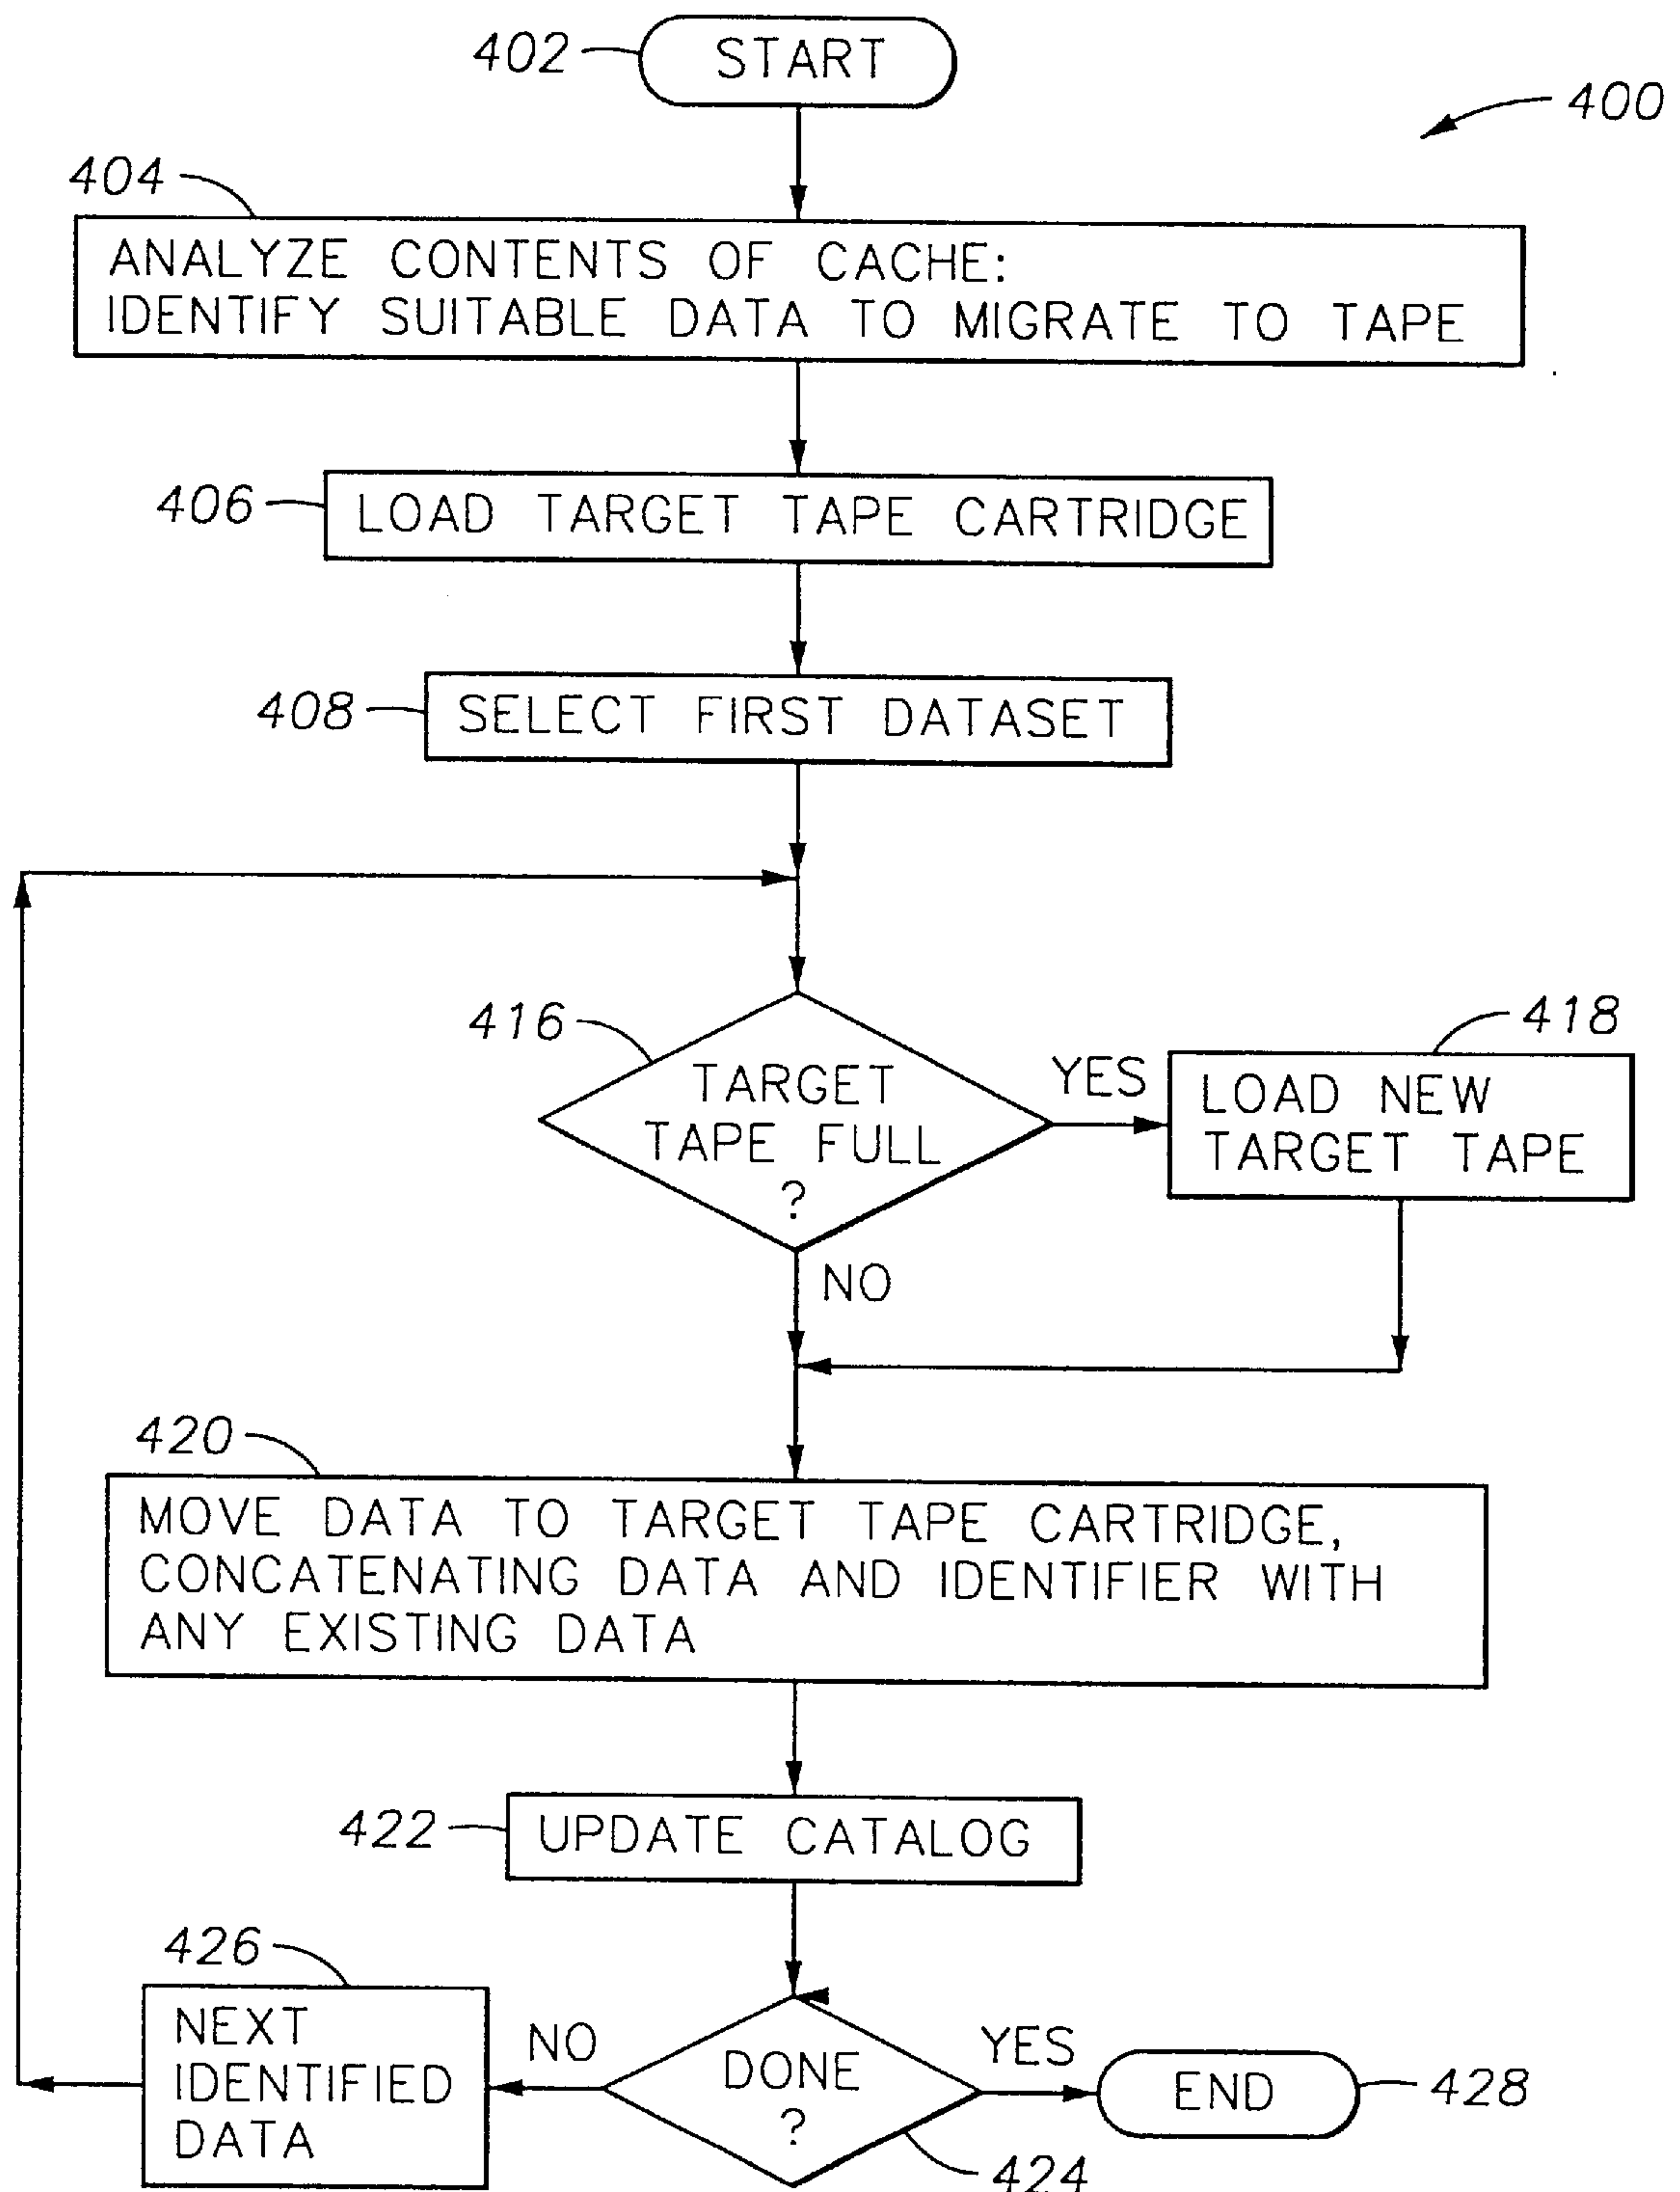 402
START
400
404
ANALYZE CONTENTS OF CACHE:
IDENTIFY SUITABLE DATA TO MIGRATE TO TAPE
406
LOAD TARGET TAPE CARTRIDGE
408
SELECT FIRST DATASET
416
TARGET
TAPE FULL
?
YES
418
LOAD NEW
TARGET TAPE
NO
420
MOVE DATA TO TARGET TAPE CARTRIDGE,
CONCATENATING DATA AND IDENTIFIER WITH
ANY EXISTING DATA
422
UPDATE CATALOG
426
NEXT
IDENTIFIED
DATA
NO
DONE
?
YES
END
428
424